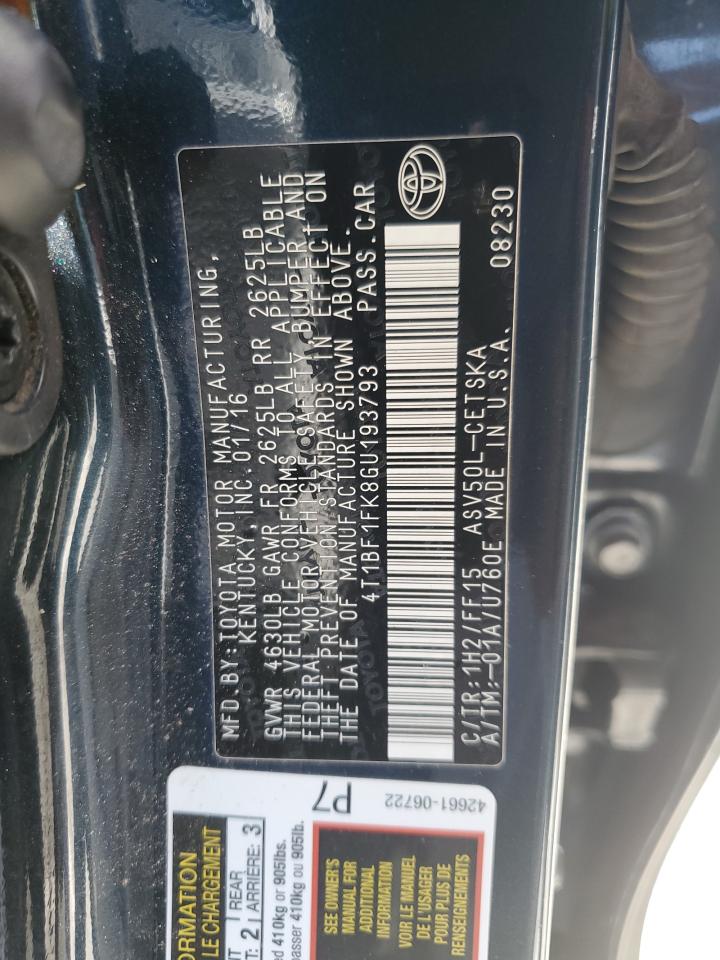 MFD.BY:TOYOTA MOTOR MANUFACTURING,
KENTUCKY, INC. 01/16
GVWR 4630LB GAWR FR 2625LB RR 2625LB
THIS VEHICLE CONFORMS TO ALL APPLICABLE
FEDERAL MOTOR VEHICLE SAFETY, BUMPER, AND
THEFT PREVENTION STANDARDS IN EFFECT ON
THE DATE OF MANUFACTURE SHOWN ABOVE.
4T1BF1FK8GU193793 PASS.CAR
C/TR:1H2/FF15 ASV50L-CETSKA
A/TM:-01A/U760E MADE IN U.S.A. 08230
P7
42661-06722
LE CHARGEMENT
2 REAR
ARRIÈRE: 3
410kg or 905lbs.
410kg ou 905lb.
SEE OWNER'S
MANUAL FOR
ADDITIONAL
INFORMATION
VOIR LE MANUEL
DE L'USAGER
POUR PLUS DE
RENSEIGNEMENTS